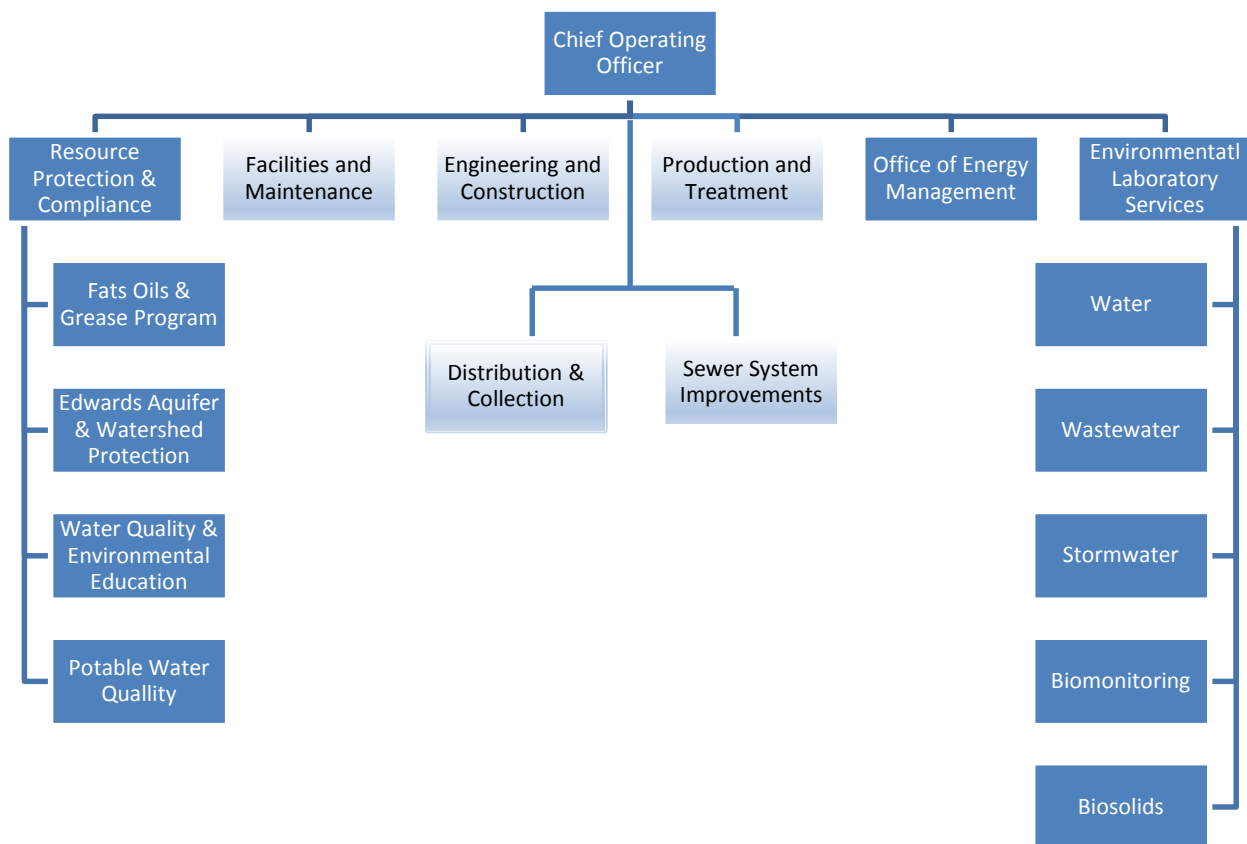 Chief Operating
Officer
Resource
Protection &
Compliance
Facilities and
Maintenance
Engineering and
Construction
Production and
Treatment
Office of Energy
Management
Environmentatl
Laboratory
Services
Fats Oils &
Grease Program
Edwards Aquifer
& Watershed
Protection
Water Quality &
Environmental
Education
Potable Water
Quallity
Distribution &
Collection
Sewer System
Improvements
Water
Wastewater
Stormwater
Biomonitoring
Biosolids